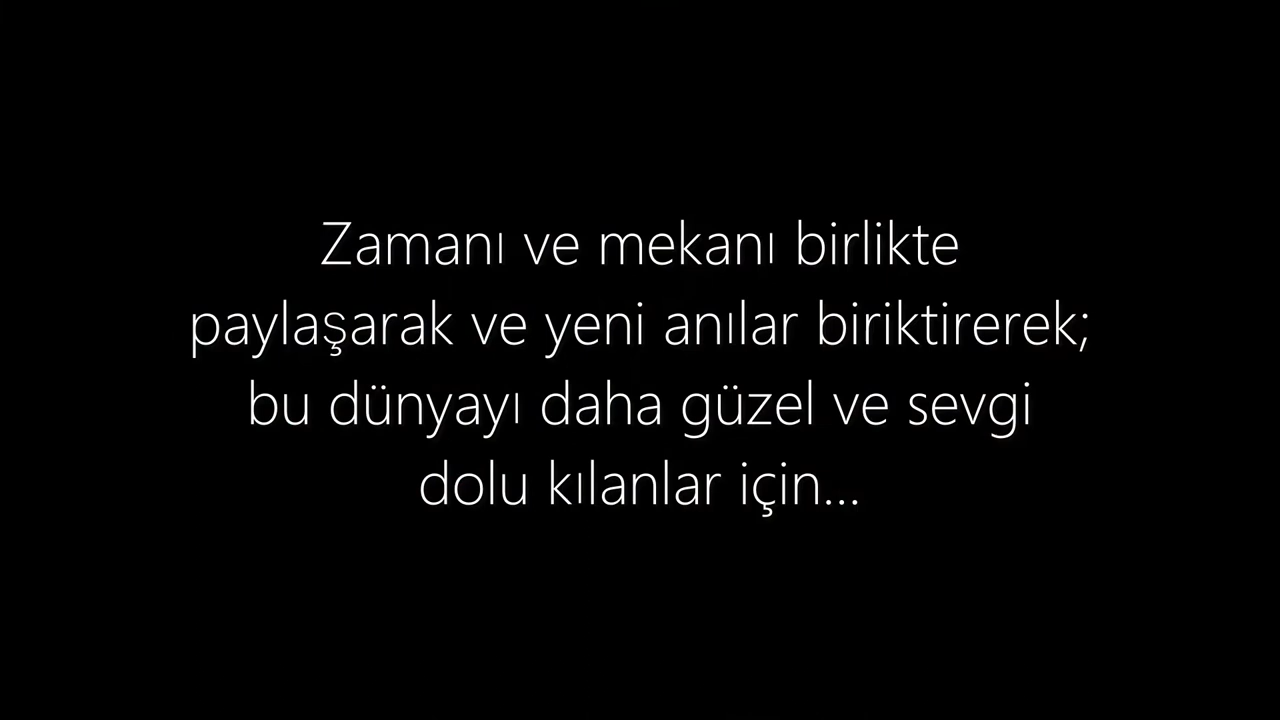 Zamanı ve mekanı birlikte
paylaşarak ve yeni anılar biriktirerek;
bu dünyayı daha güzel ve sevgi
dolu kılanlar için...